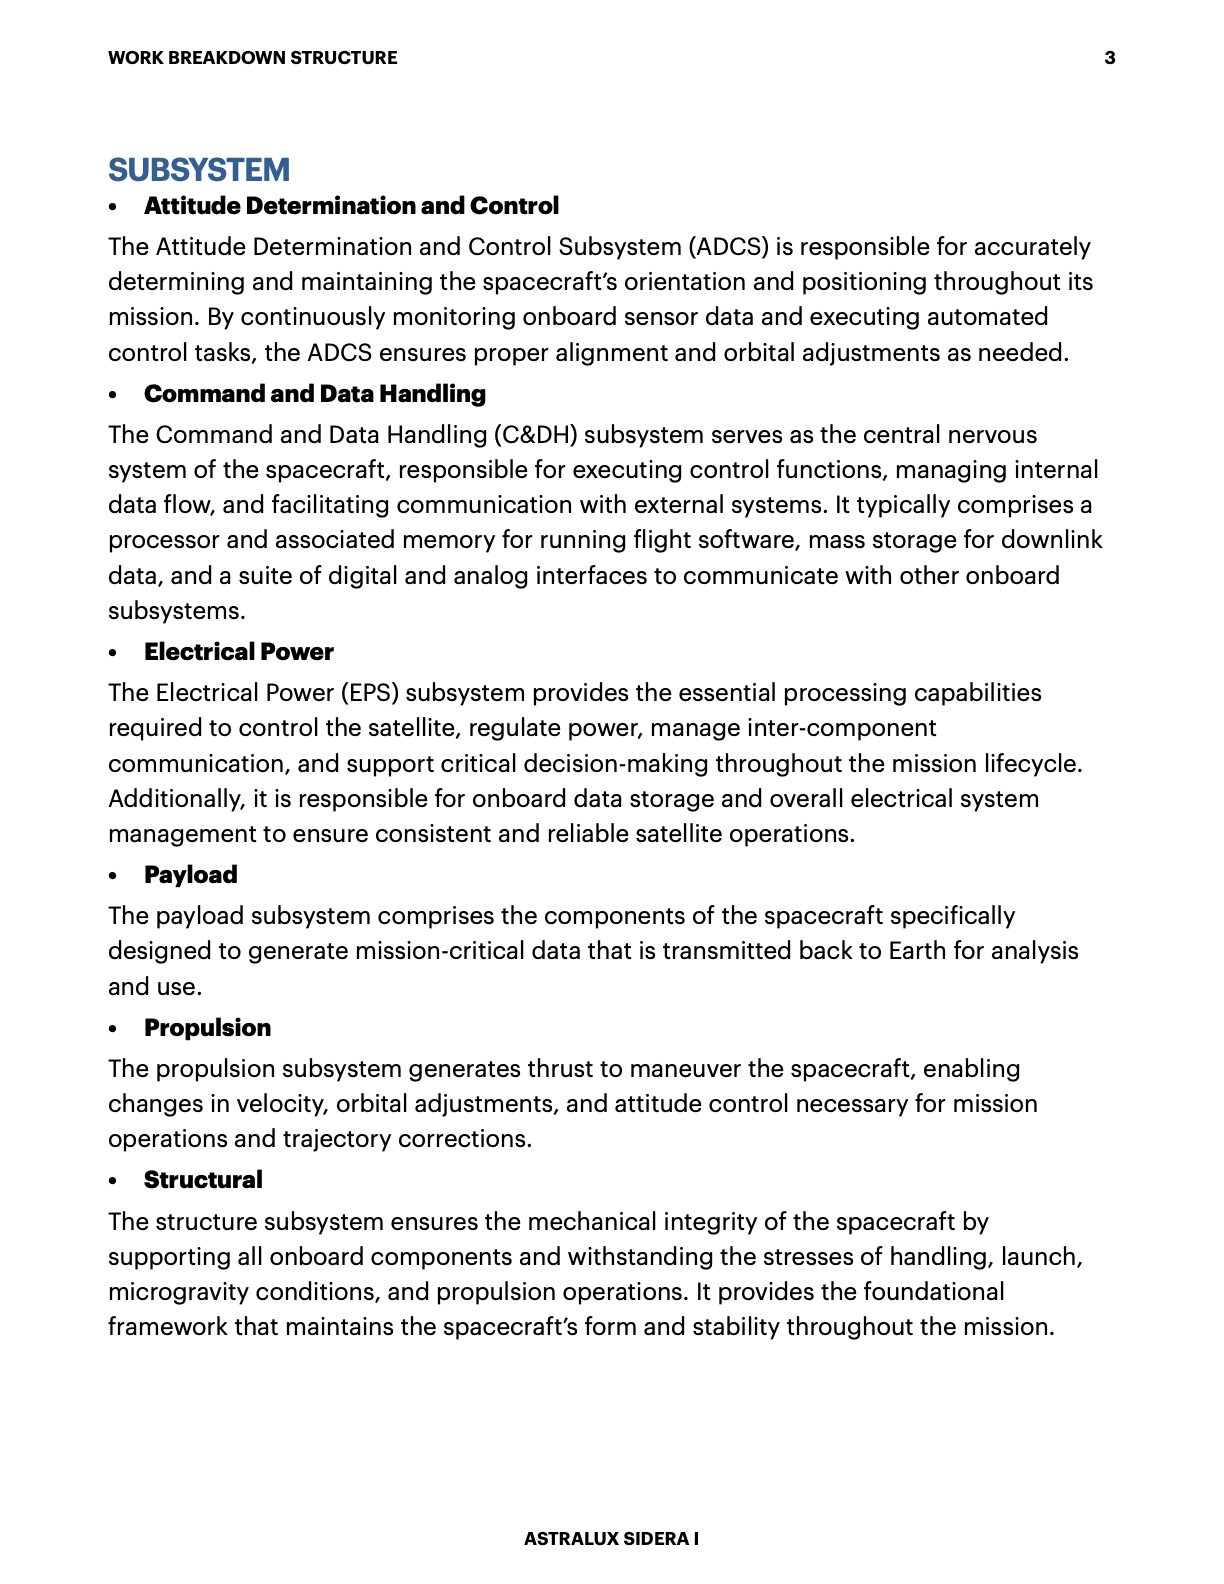 WORK BREAKDOWN STRUCTURE 3
SUBSYSTEM
• Attitude Determination and Control
The Attitude Determination and Control Subsystem (ADCS) is responsible for accurately
determining and maintaining the spacecraft’s orientation and positioning throughout its
mission. By continuously monitoring onboard sensor data and executing automated
control tasks, the ADCS ensures proper alignment and orbital adjustments as needed.
• Command and Data Handling
The Command and Data Handling (C&DH) subsystem serves as the central nervous
system of the spacecraft, responsible for executing control functions, managing internal
data flow, and facilitating communication with external systems. It typically comprises a
processor and associated memory for running flight software, mass storage for downlink
data, and a suite of digital and analog interfaces to communicate with other onboard
subsystems.
• Electrical Power
The Electrical Power (EPS) subsystem provides the essential processing capabilities
required to control the satellite, regulate power, manage inter-component
communication, and support critical decision-making throughout the mission lifecycle.
Additionally, it is responsible for onboard data storage and overall electrical system
management to ensure consistent and reliable satellite operations.
• Payload
The payload subsystem comprises the components of the spacecraft specifically
designed to generate mission-critical data that is transmitted back to Earth for analysis
and use.
• Propulsion
The propulsion subsystem generates thrust to maneuver the spacecraft, enabling
changes in velocity, orbital adjustments, and attitude control necessary for mission
operations and trajectory corrections.
• Structural
The structure subsystem ensures the mechanical integrity of the spacecraft by
supporting all onboard components and withstanding the stresses of handling, launch,
microgravity conditions, and propulsion operations. It provides the foundational
framework that maintains the spacecraft’s form and stability throughout the mission.
ASTRALUX SIDERA I